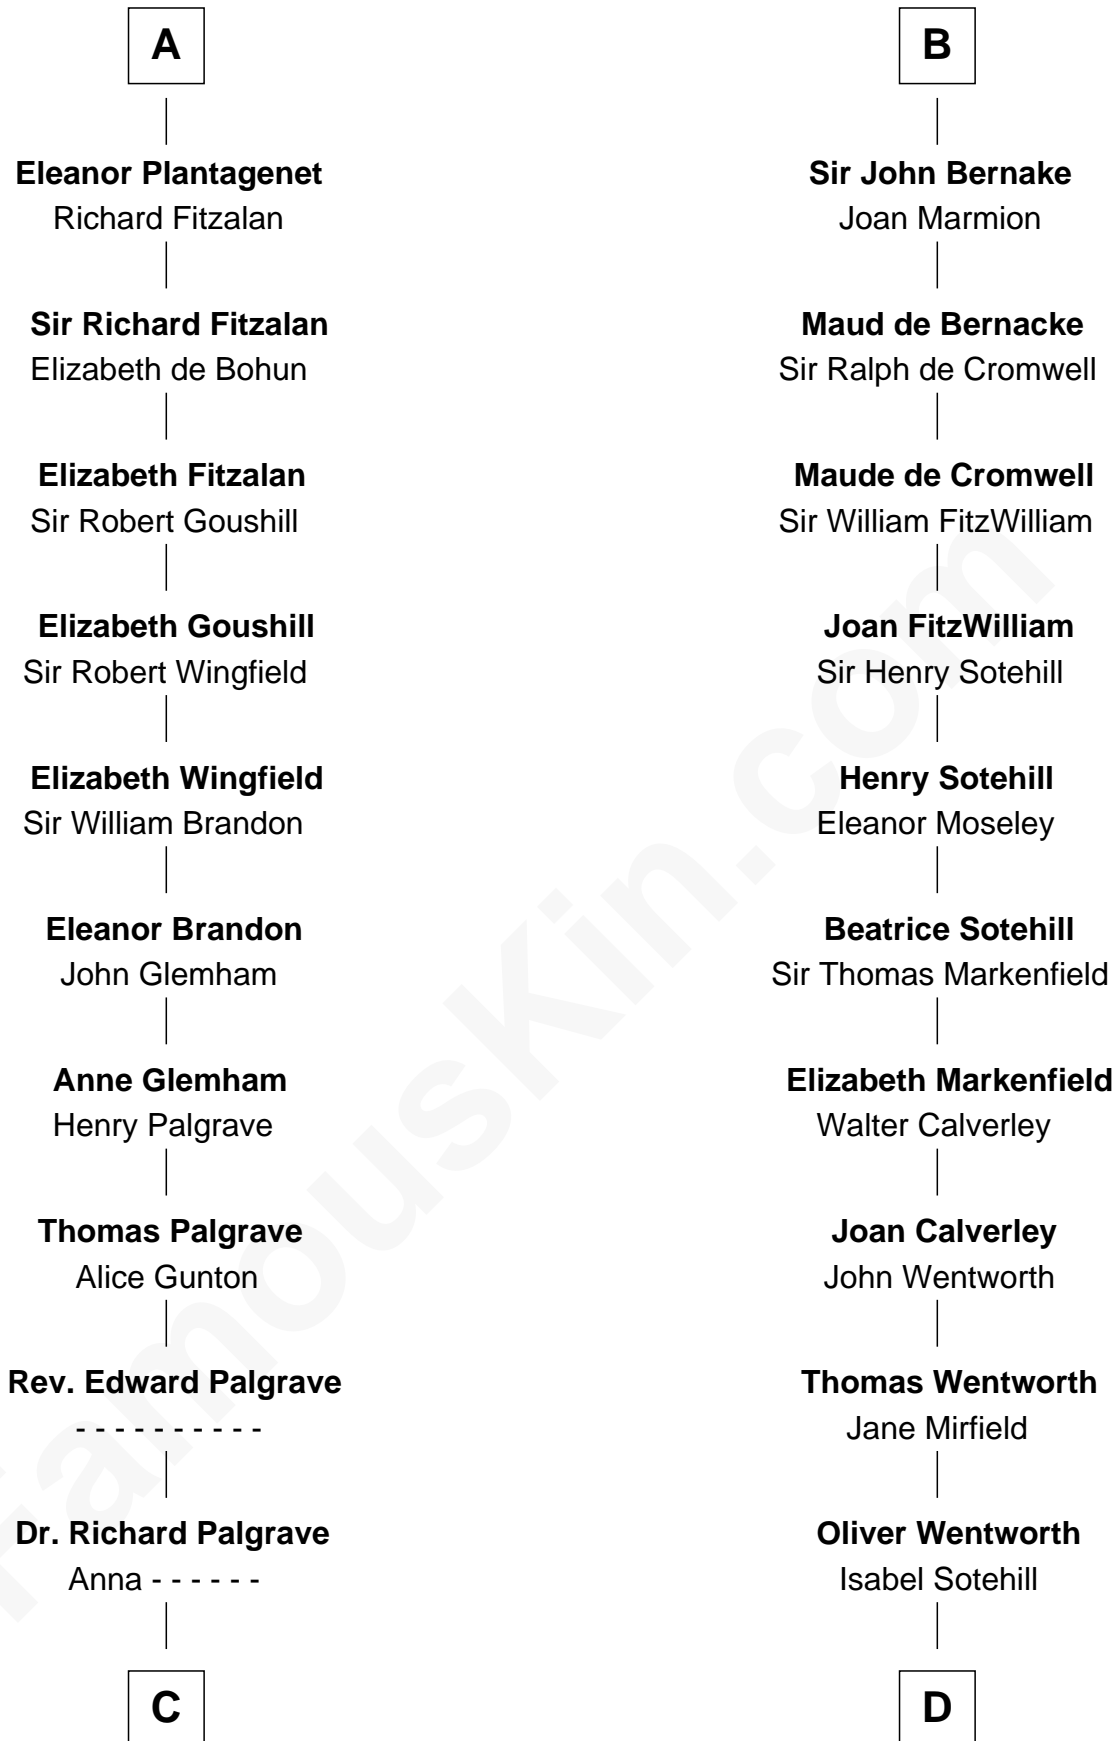 A
Eleanor Plantagenet
Richard Fitzalan
Sir Richard Fitzalan
Elizabeth de Bohun
Elizabeth Fitzalan
Sir Robert Goushill
Elizabeth Goushill
Sir Robert Wingfield
Elizabeth Wingfield
Sir William Brandon
Eleanor Brandon
John Glemham
Anne Glemham
Henry Palgrave
Thomas Palgrave
Alice Gunton
Rev. Edward Palgrave
- - - - - - - - - -
Dr. Richard Palgrave
Anna - - - - - -
C
B
Sir John Bernake
Joan Marmion
Maud de Bernacke
Sir Ralph de Cromwell
Maude de Cromwell
Sir William FitzWilliam
Joan FitzWilliam
Sir Henry Sotehill
Henry Sotehill
Eleanor Moseley
Beatrice Sotehill
Sir Thomas Markenfield
Elizabeth Markenfield
Walter Calverley
Joan Calverley
John Wentworth
Thomas Wentworth
Jane Mirfield
Oliver Wentworth
Isabel Sotehill
D
FamousKin.com